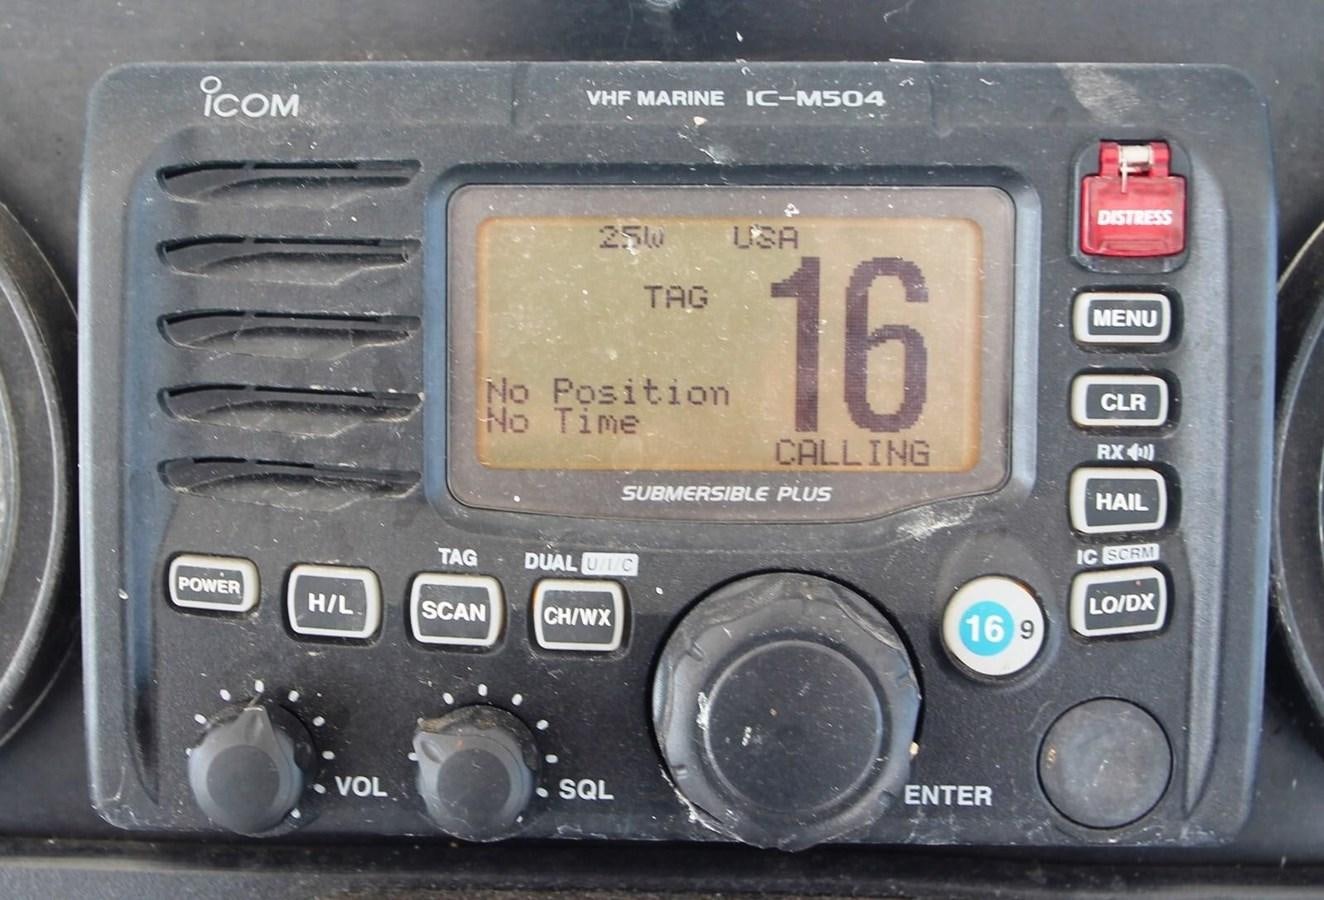 ICOM
VHF MARINE IC-M504
DISTRESS
25W USA
TAG
16
No Position
No Time
CALLING
SUBMERSIBLE PLUS
MENU
CLR
RX
HAIL
IC SCRM
LO/DX
POWER
H/L
TAG
SCAN
DUAL U/I/C
CH/WX
16 9
VOL
SQL
ENTER